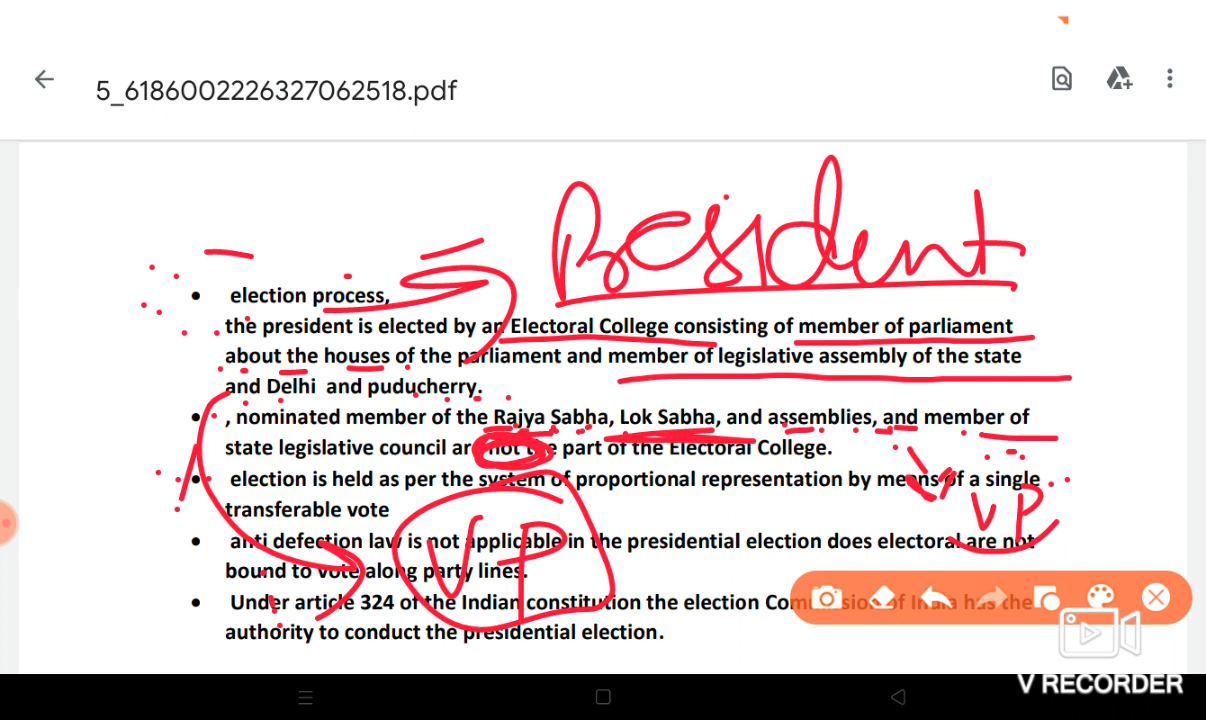 5_6186002226327062518.pdf
President
• election process,
the president is elected by an Electoral College consisting of member of parliament
about the houses of the parliament and member of legislative assembly of the state
and Delhi and puducherry.
• , nominated member of the Rajya Sabha, Lok Sabha, and assemblies, and member of
state legislative council are not the part of the Electoral College.
• election is held as per the system of proportional representation by means of a single
transferable vote
VP
VP
• anti defection law is not applicable in the presidential election does electoral are not
bound to vote along party lines.
• Under article 324 of the Indian constitution the election Commission of India has the
authority to conduct the presidential election.
V RECORDER